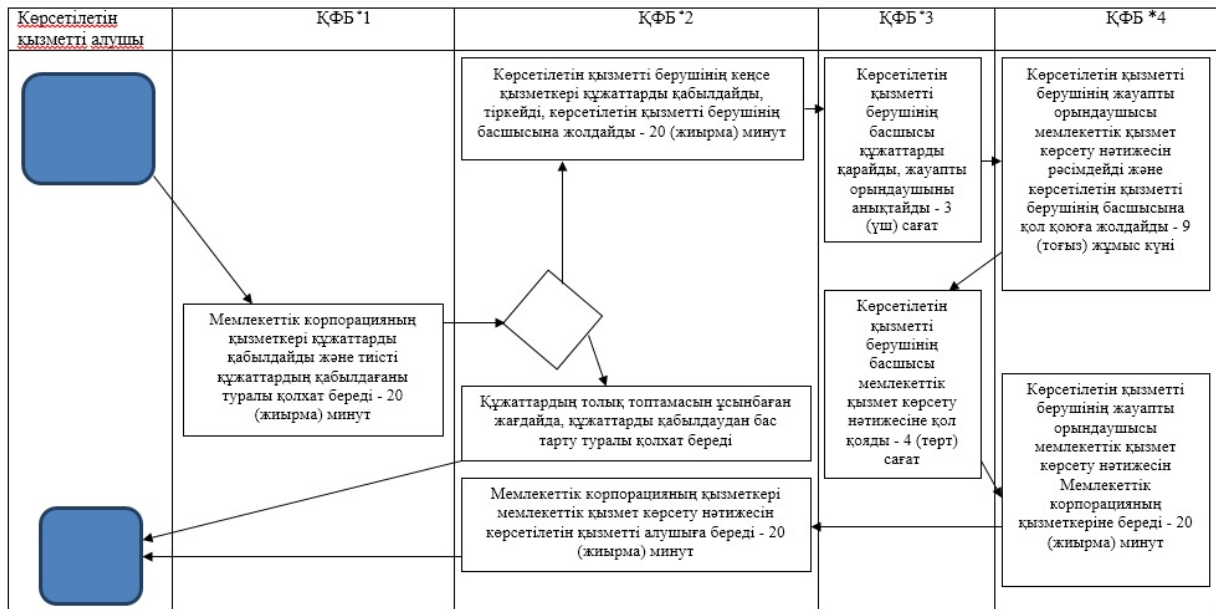 Көрсетілетін
қызметті алушы
ҚФБ*1
ҚФБ*2
ҚФБ*3
ҚФБ *4
Көрсетілетін қызметті берушінің кеңсе
қызметкері құжаттарды қабылдайды,
тіркейді, көрсетілетін қызметті берушінің
басшысына жолдайды - 20 (жиырма) минут
Көрсетілетін
қызметті
берушінің
басшысы
құжаттарды
қарайды, жауапты
орындаушыны
анықтайды - 3
(үш) сағат
Көрсетілетін қызметті
берушінің жауапты
орындаушысы
мемлекеттік қызмет
көрсету нәтижесін
рәсімдейді және
көрсетілетін қызметті
берушінің басшысына
қол қоюға жолдайды - 9
(тоғыз) жұмыс күні
Мемлекеттік корпорацияның
қызметкері құжаттарды
қабылдайды және тиісті
құжаттардың қабылдағаны
туралы қолхат береді - 20
(жиырма) минут
Құжаттардың толық топтамасын ұсынбаған
жағдайда, құжаттарды қабылдаудан бас
тарту туралы қолхат береді
Көрсетілетін
қызметті
берушінің
басшысы
мемлекеттік
қызмет көрсету
нәтижесіне қол
қояды - 4 (төрт)
сағат
Көрсетілетін қызметті
берушінің жауапты
орындаушысы
мемлекеттік қызмет
көрсету нәтижесін
Мемлекеттік
корпорацияның
қызметкеріне береді - 20
(жиырма) минут
Мемлекеттік корпорацияның қызметкері
мемлекеттік қызмет көрсету нәтижесін
көрсетілетін қызметті алушыға береді - 20
(жиырма) минут